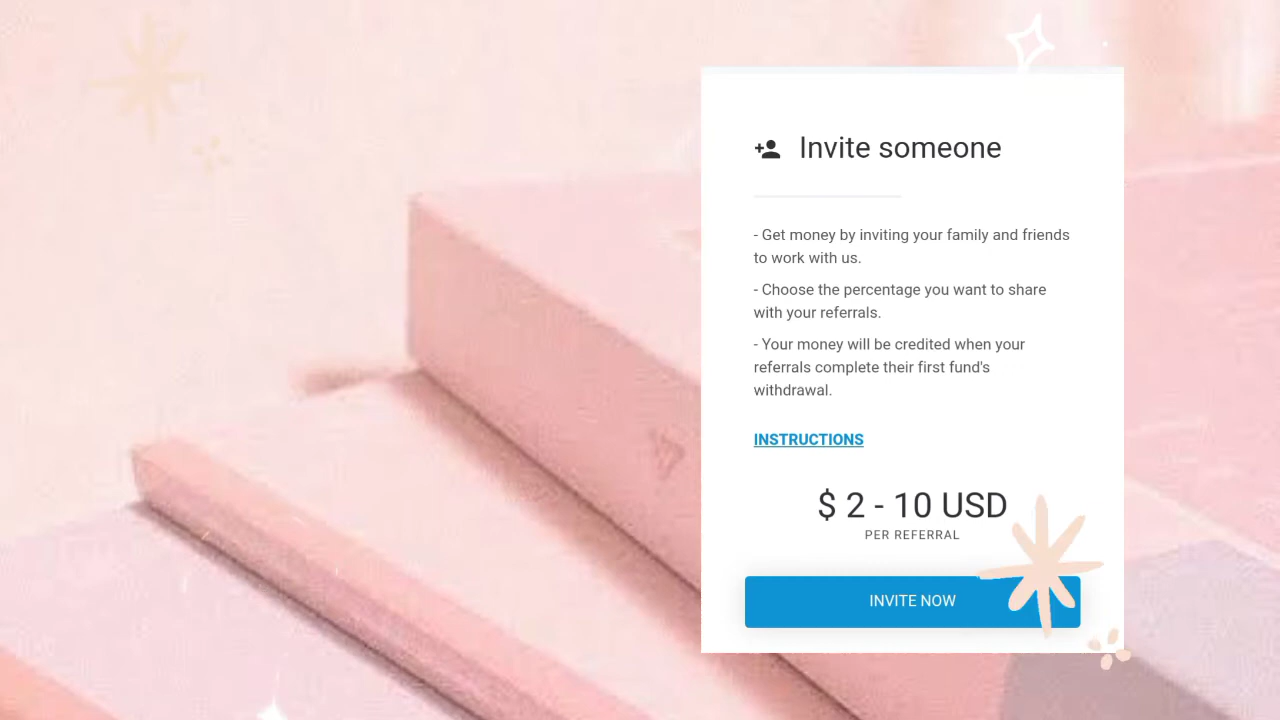 Invite someone
- Get money by inviting your family and friends
to work with us.
- Choose the percentage you want to share
with your referrals.
- Your money will be credited when your
referrals complete their first fund's
withdrawal.
INSTRUCTIONS
$ 2 - 10 USD
PER REFERRAL
INVITE NOW